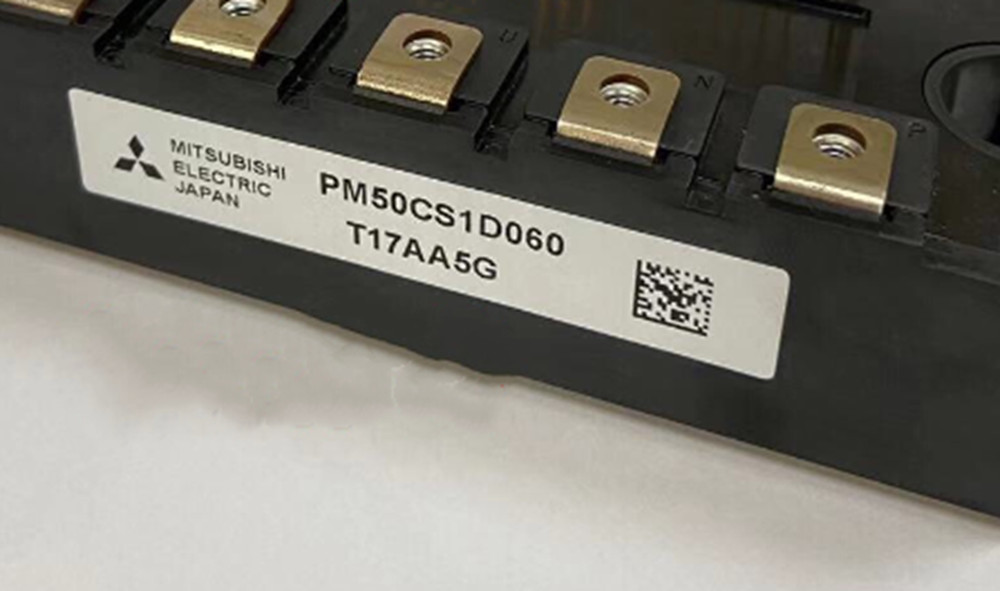 U
N
P
MITSUBISHI
ELECTRIC
JAPAN
PM50CS1D060
T17AA5G